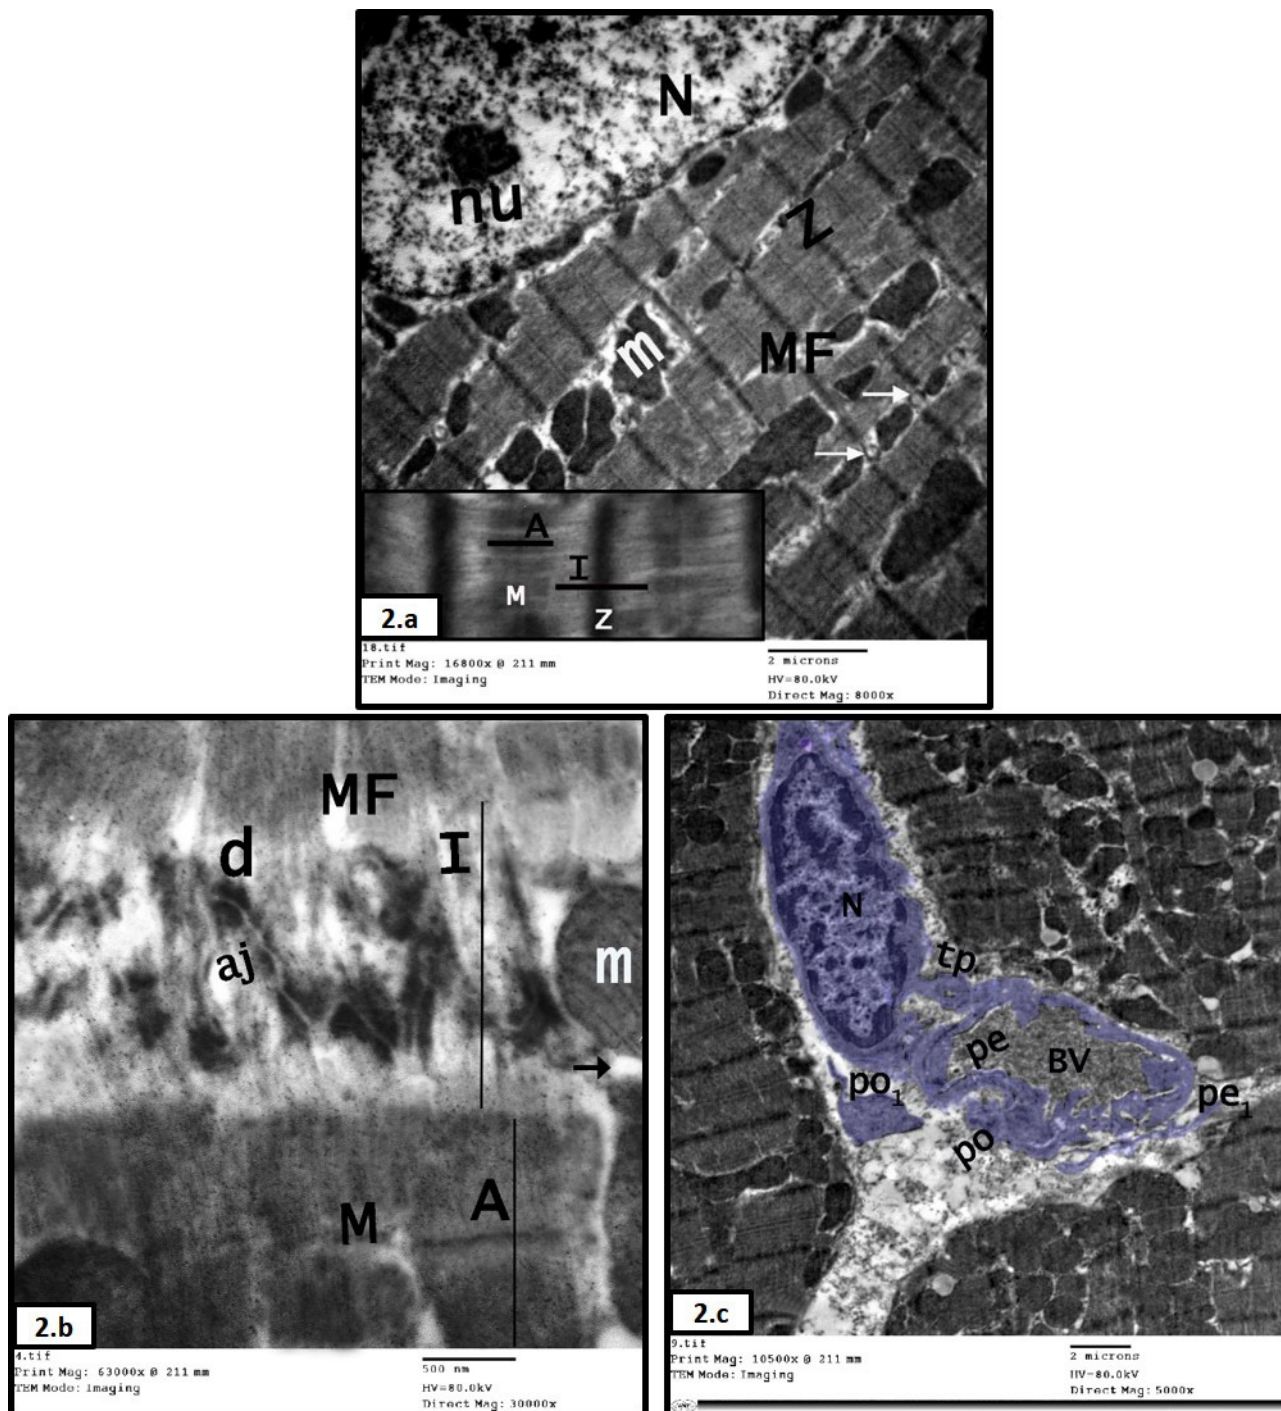 N
nu
Z
m
MF
A
I
M
Z
2.a
18.tif
Print Mag: 16800x @ 211 mm
TEM Mode: Imaging
2 microns
HV=80.0kV
Direct Mag: 8000x
MF
d
I
aj
m
M
A
2.b
4.tif
Print Mag: 63000x @ 211 mm
TEM Mode: Imaging
500 nm
HV=80.0kV
Direct Mag: 30000x
N
tp
pe
BV
po₁
pe₁
po
2.c
9.tif
Print Mag: 10500x @ 211 mm
TEM Mode: Imaging
2 microns
HV=80.0kV
Direct Mag: 5000x